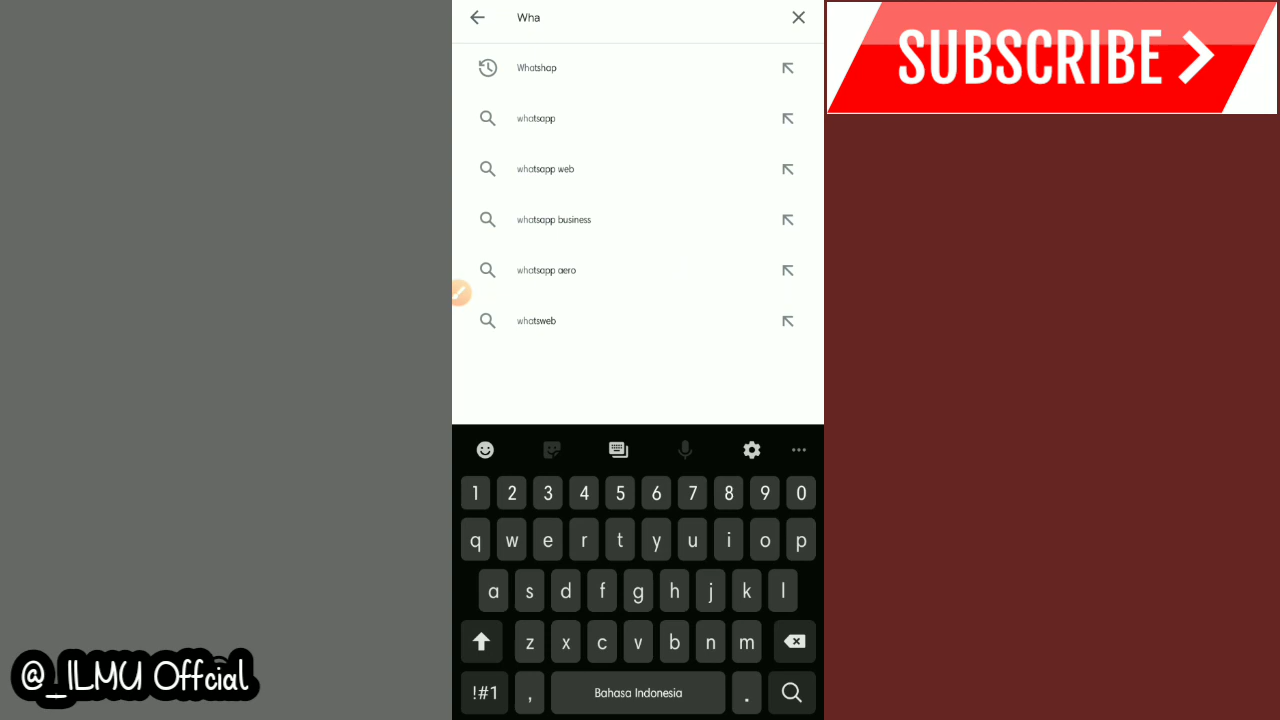 Wha
Whatshap
whatsapp
whatsapp web
whatsapp business
whatsapp aero
whatsweb
1 2 3 4 5 6 7 8 9 0
q w e r t y u i o p
a s d f g h j k l
z x c v b n m
!#1 , Bahasa Indonesia .
SUBSCRIBE
@_ILMU Offcial